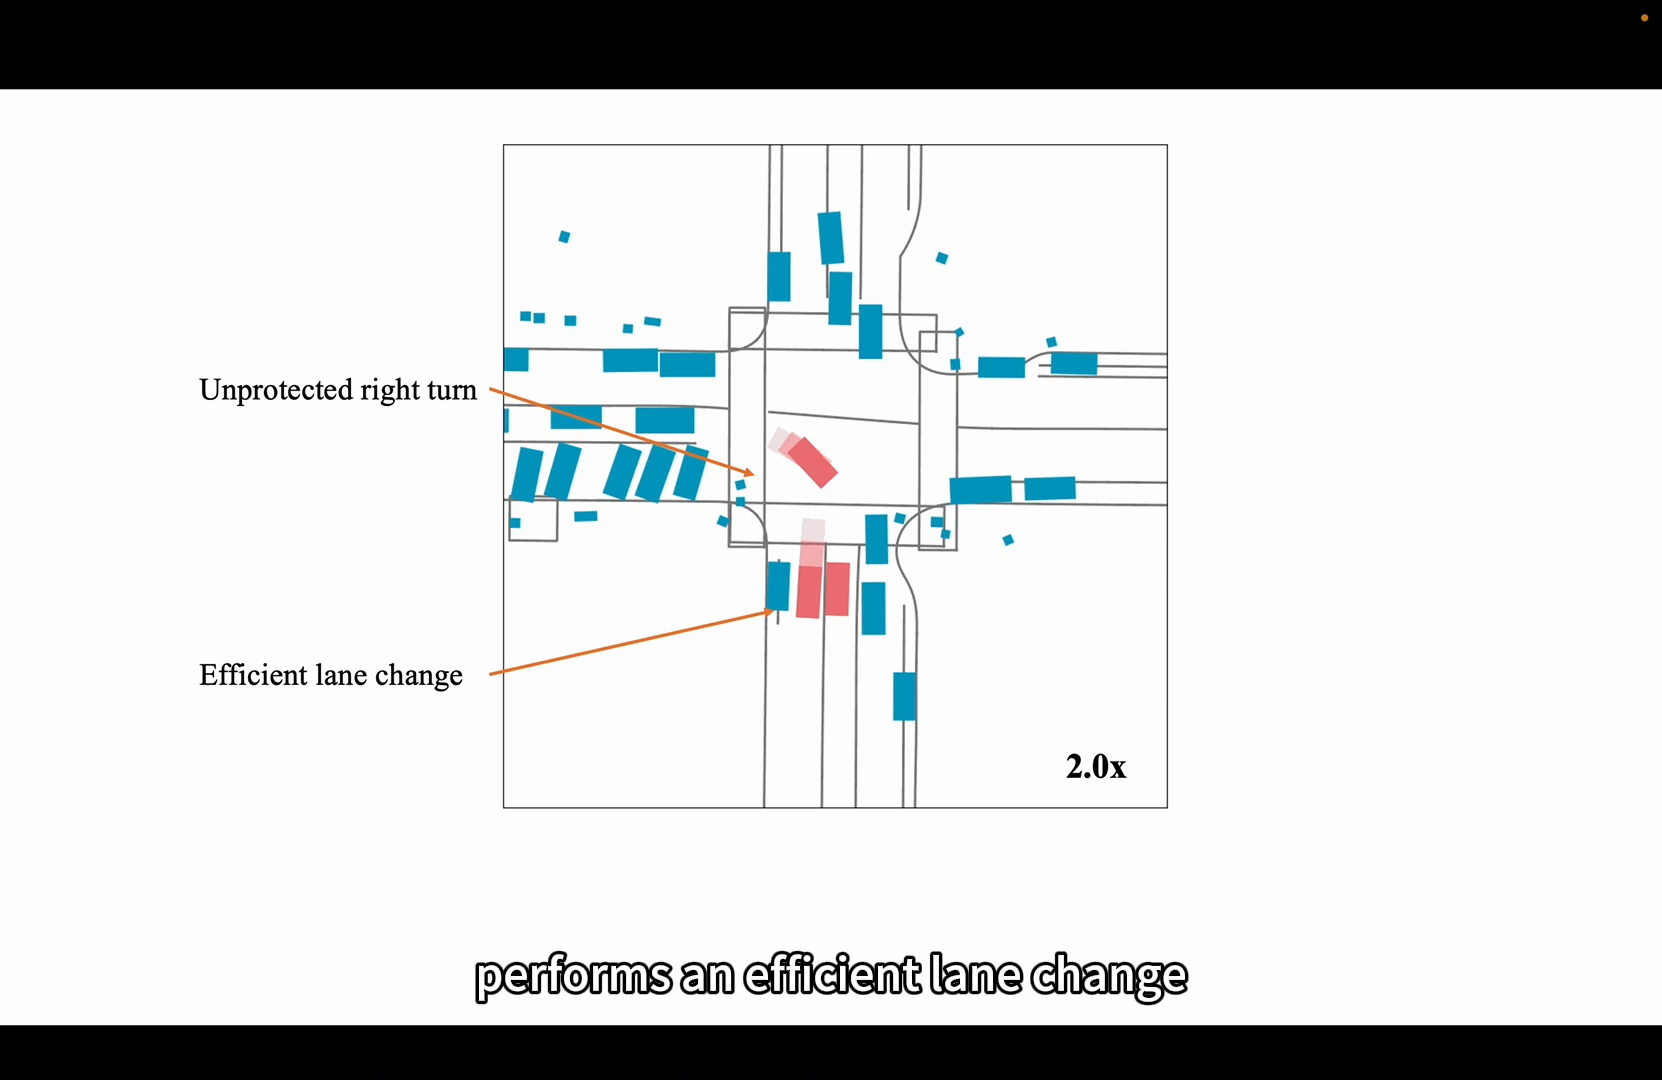 Unprotected right turn
Efficient lane change
2.0x
performs an efficient lane change